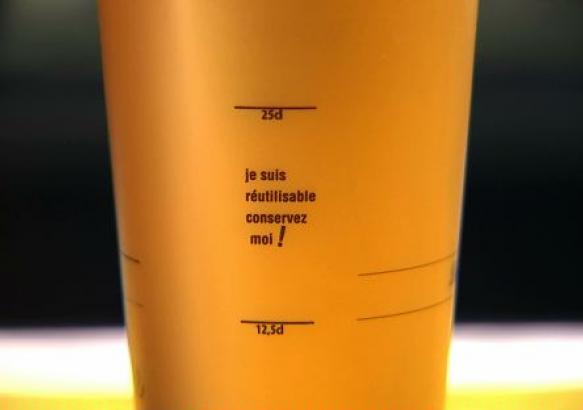 25cl
je suis
réutilisable
conservez
moi !
12,5cl